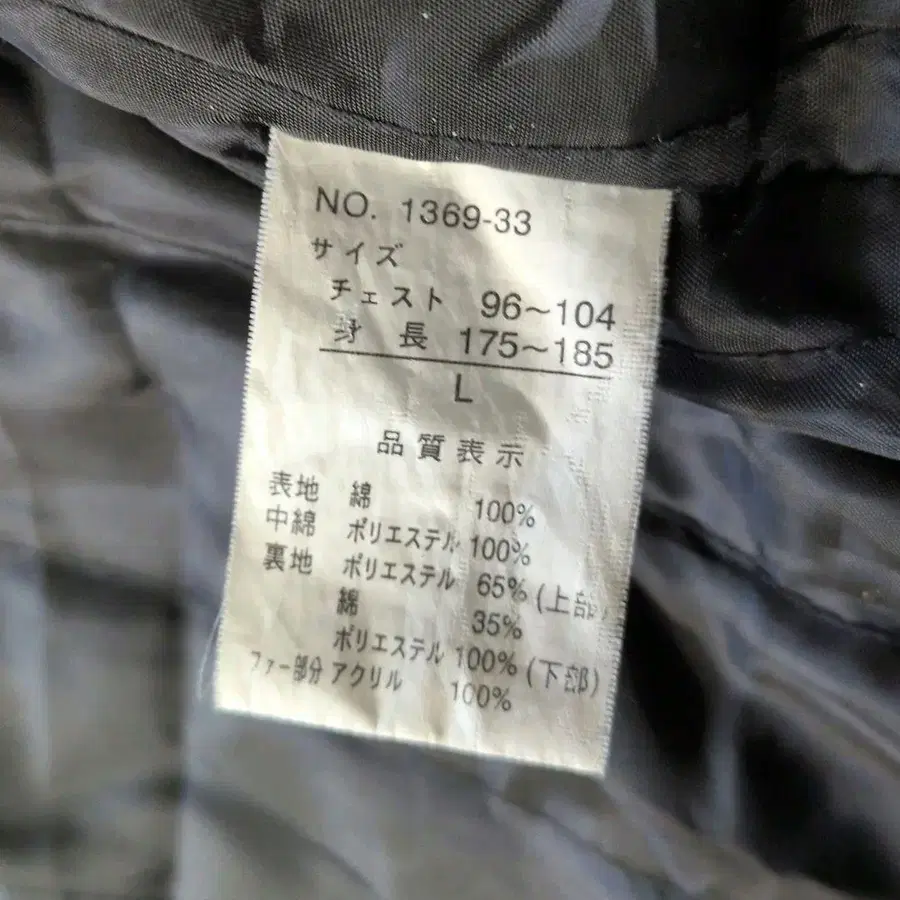 NO. 1369-33
サイズ
チェスト 96~104
身 長 175~185
L
品質表示
表地 綿 100%
中綿 ポリエステル 100%
裏地 ポリエステル 65% (上部)
綿 35%
ポリエステル 100% (下部)
ファー部分 アクリル 100%